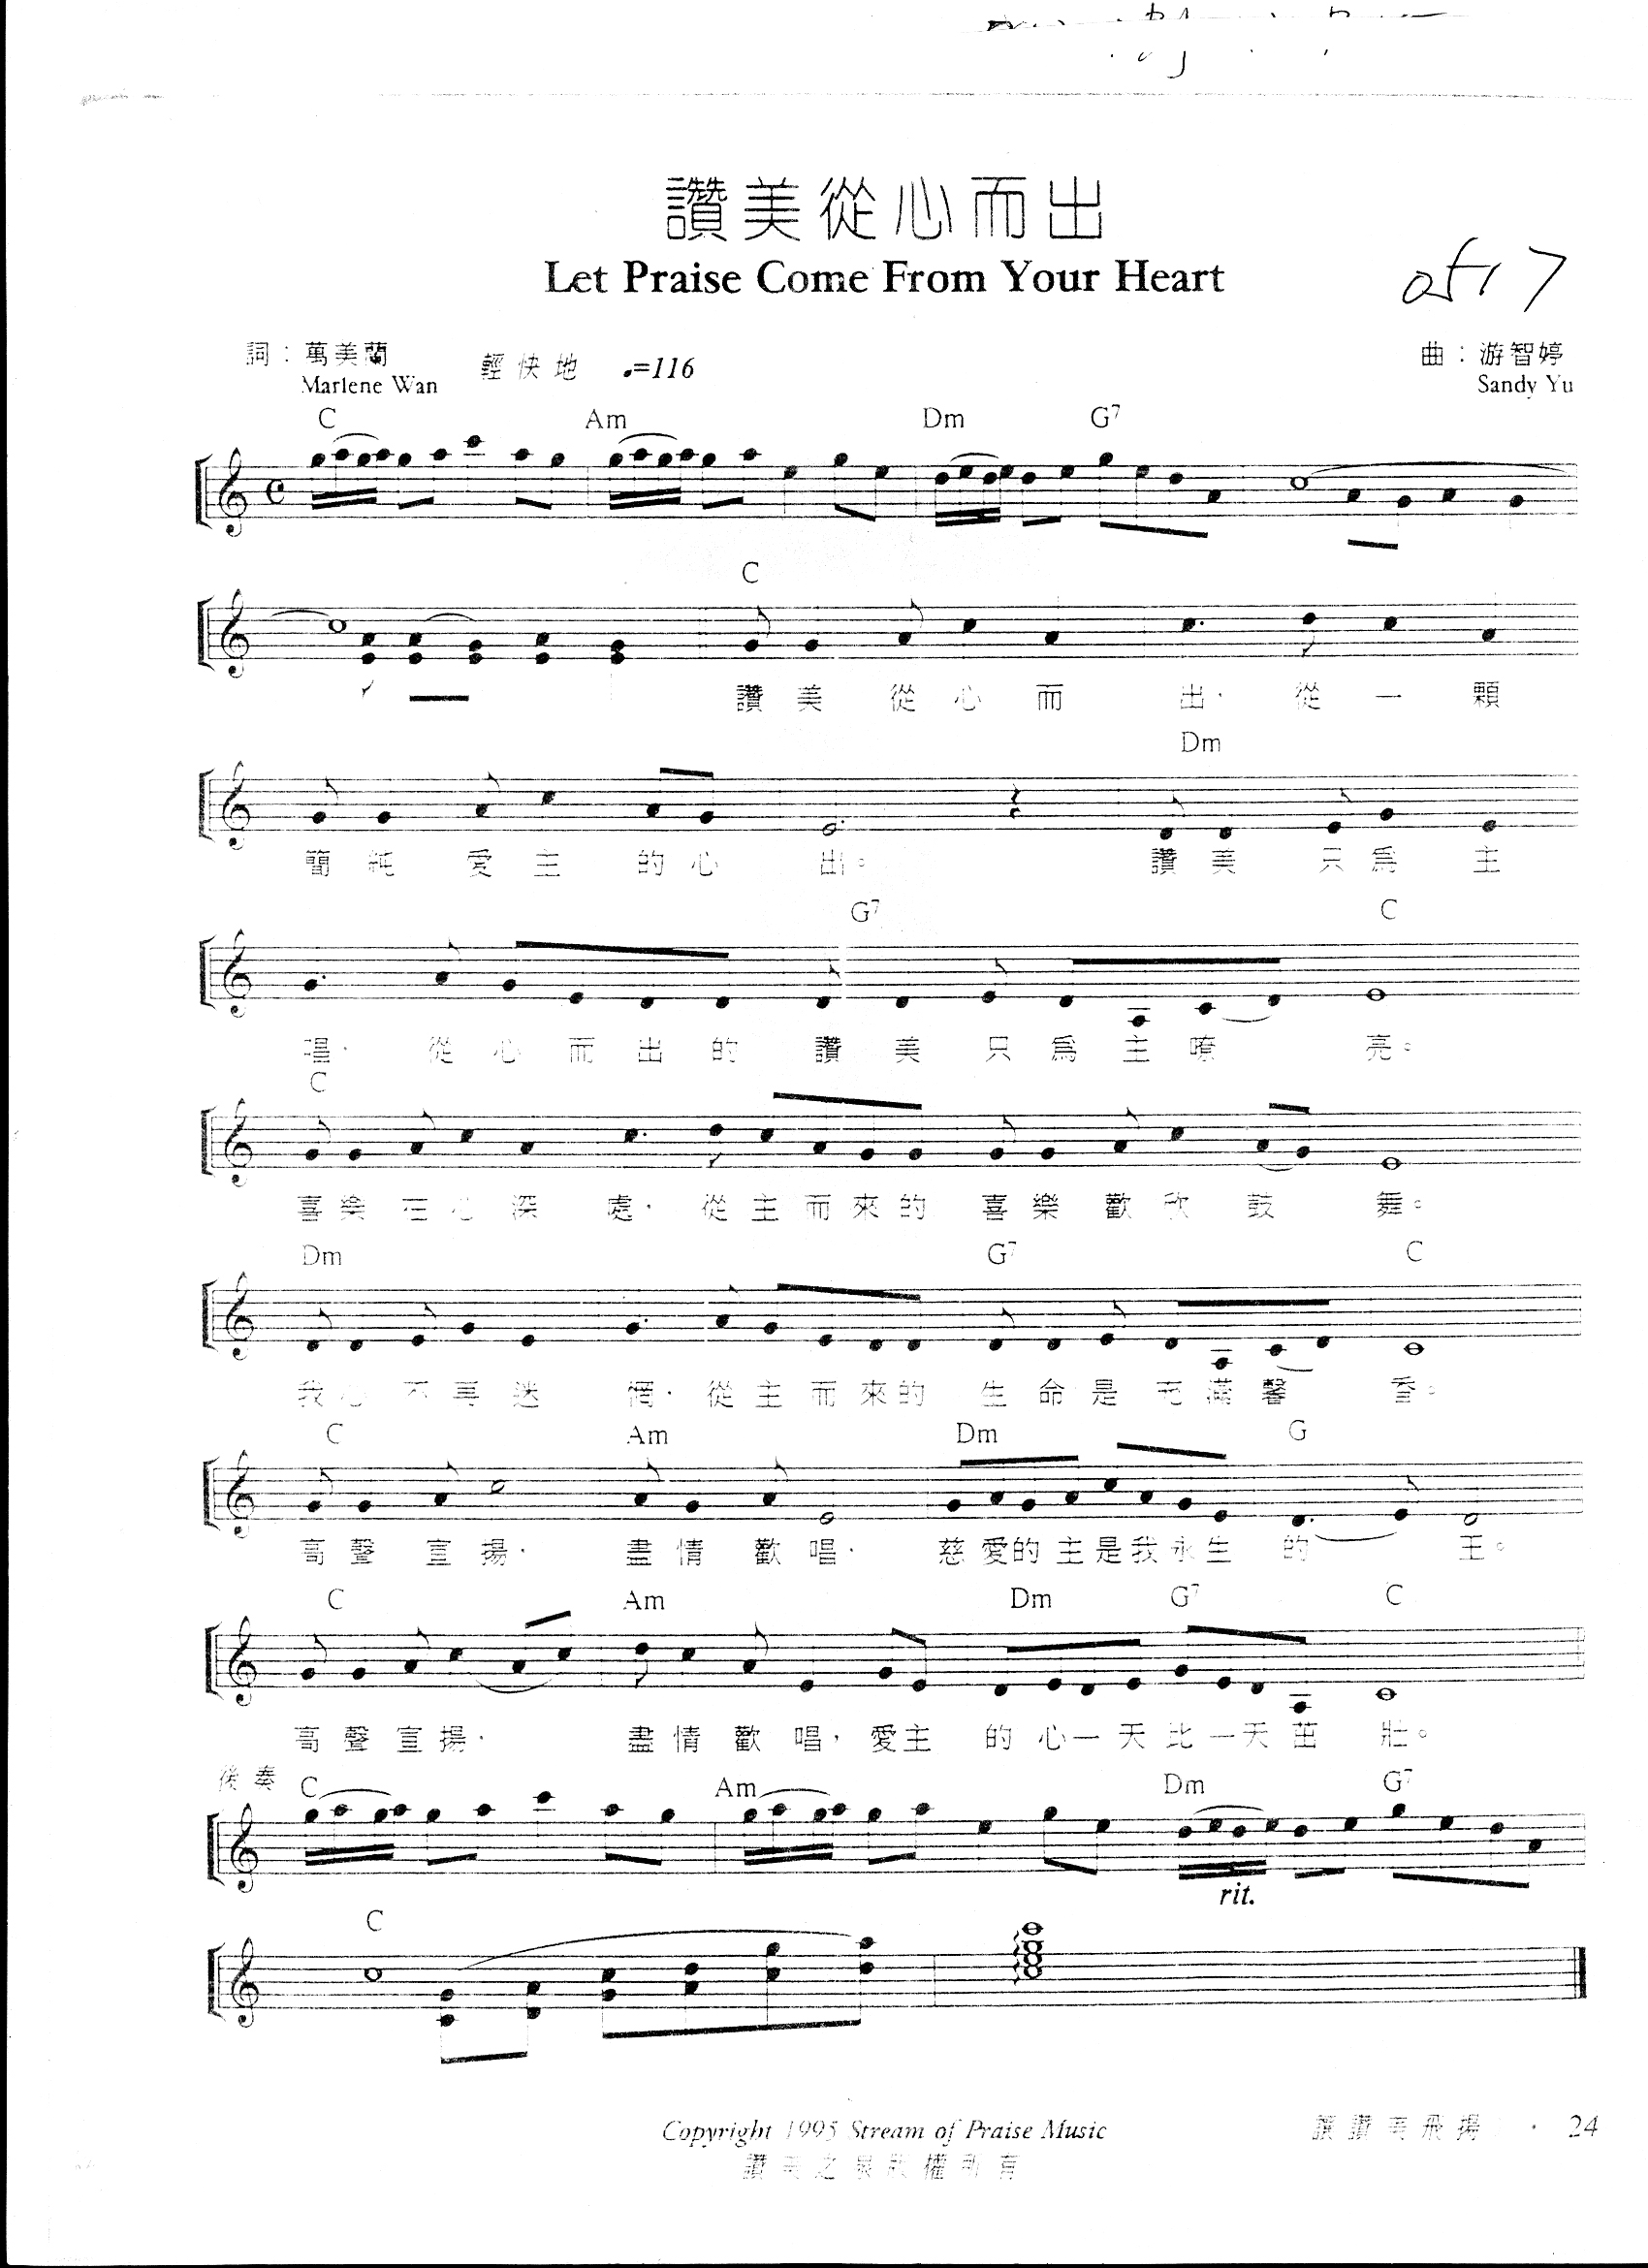 讚美從心而出
Let Praise Come From Your Heart
詞：萬美蘭
Marlene Wan
輕快地 ♩=116
曲：游智婷
Sandy Yu
C Am Dm G7
C
讚美從心而出，從一顆
Dm
簡純愛主的心出。讚美只爲主
G7 C
唱，從心而出的讚美只爲主嘹亮。
C
喜樂在心深處，從主而來的喜樂歡欣鼓舞。
Dm G7 C
我心不再迷惘，從主而來的生命是充滿馨香。
C Am Dm G
高聲宣揚，盡情歡唱，慈愛的主是我永生的王。
C Am Dm G7 C
高聲宣揚，盡情歡唱，愛主的心一天比一天茁壯。
後奏 C Am Dm G7
rit.
C
Copyright 1995 Stream of Praise Music
讚美之泉版權所有
讓讚美飛揚 · 24